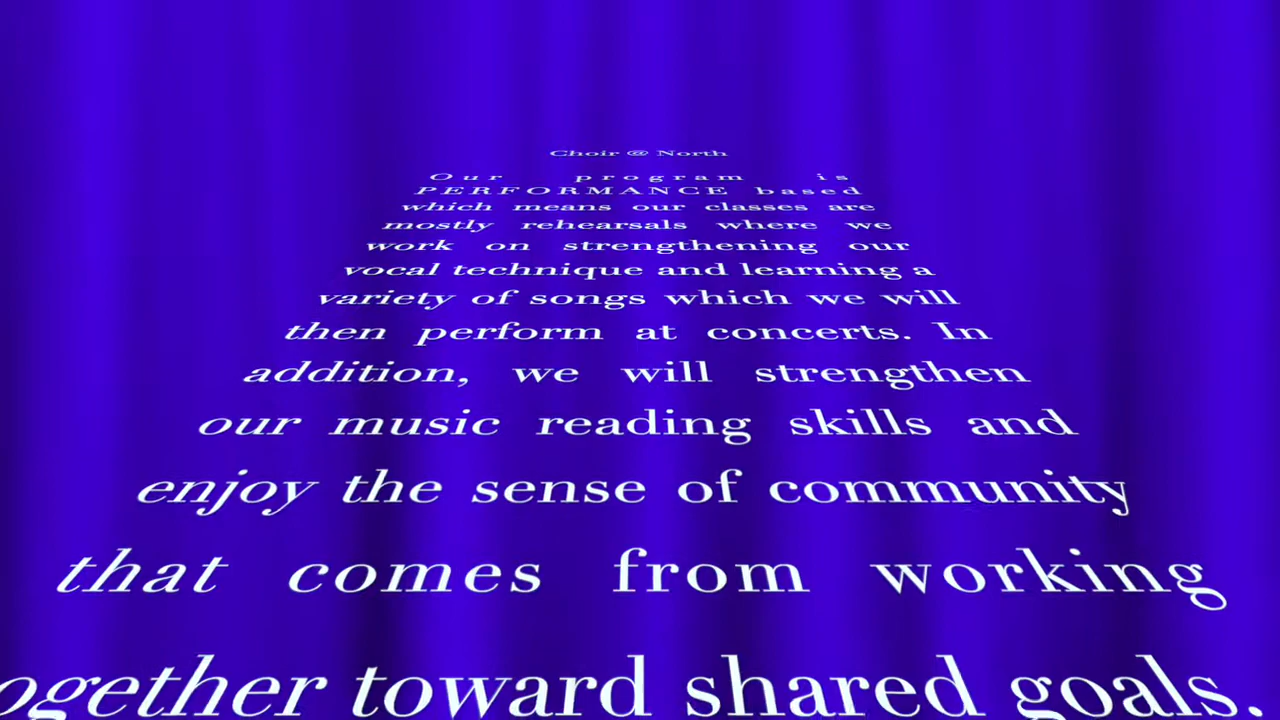 Choir @ North
Our program is
PERFORMANCE based
which means our classes are
mostly rehearsals where we
work on strengthening our
vocal technique and learning a
variety of songs which we will
then perform at concerts. In
addition, we will strengthen
our music reading skills and
enjoy the sense of community
that comes from working
ogether toward shared goals.